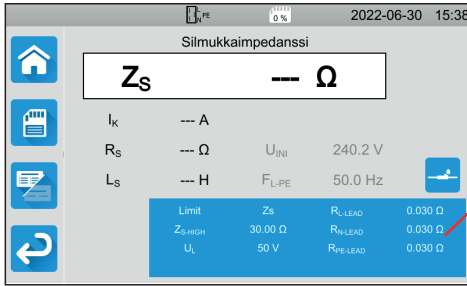 L N PE 0 % 2022-06-30 15:38
Silmukkaimpedanssi
Zs --- Ω
IK --- A
RS --- Ω UINI 240.2 V
LS --- H FL-PE 50.0 Hz
Limit Zs RL-LEAD 0.030 Ω
ZS-HIGH 30.00 Ω RN-LEAD 0.030 Ω
UL 50 V RPE-LEAD 0.030 Ω